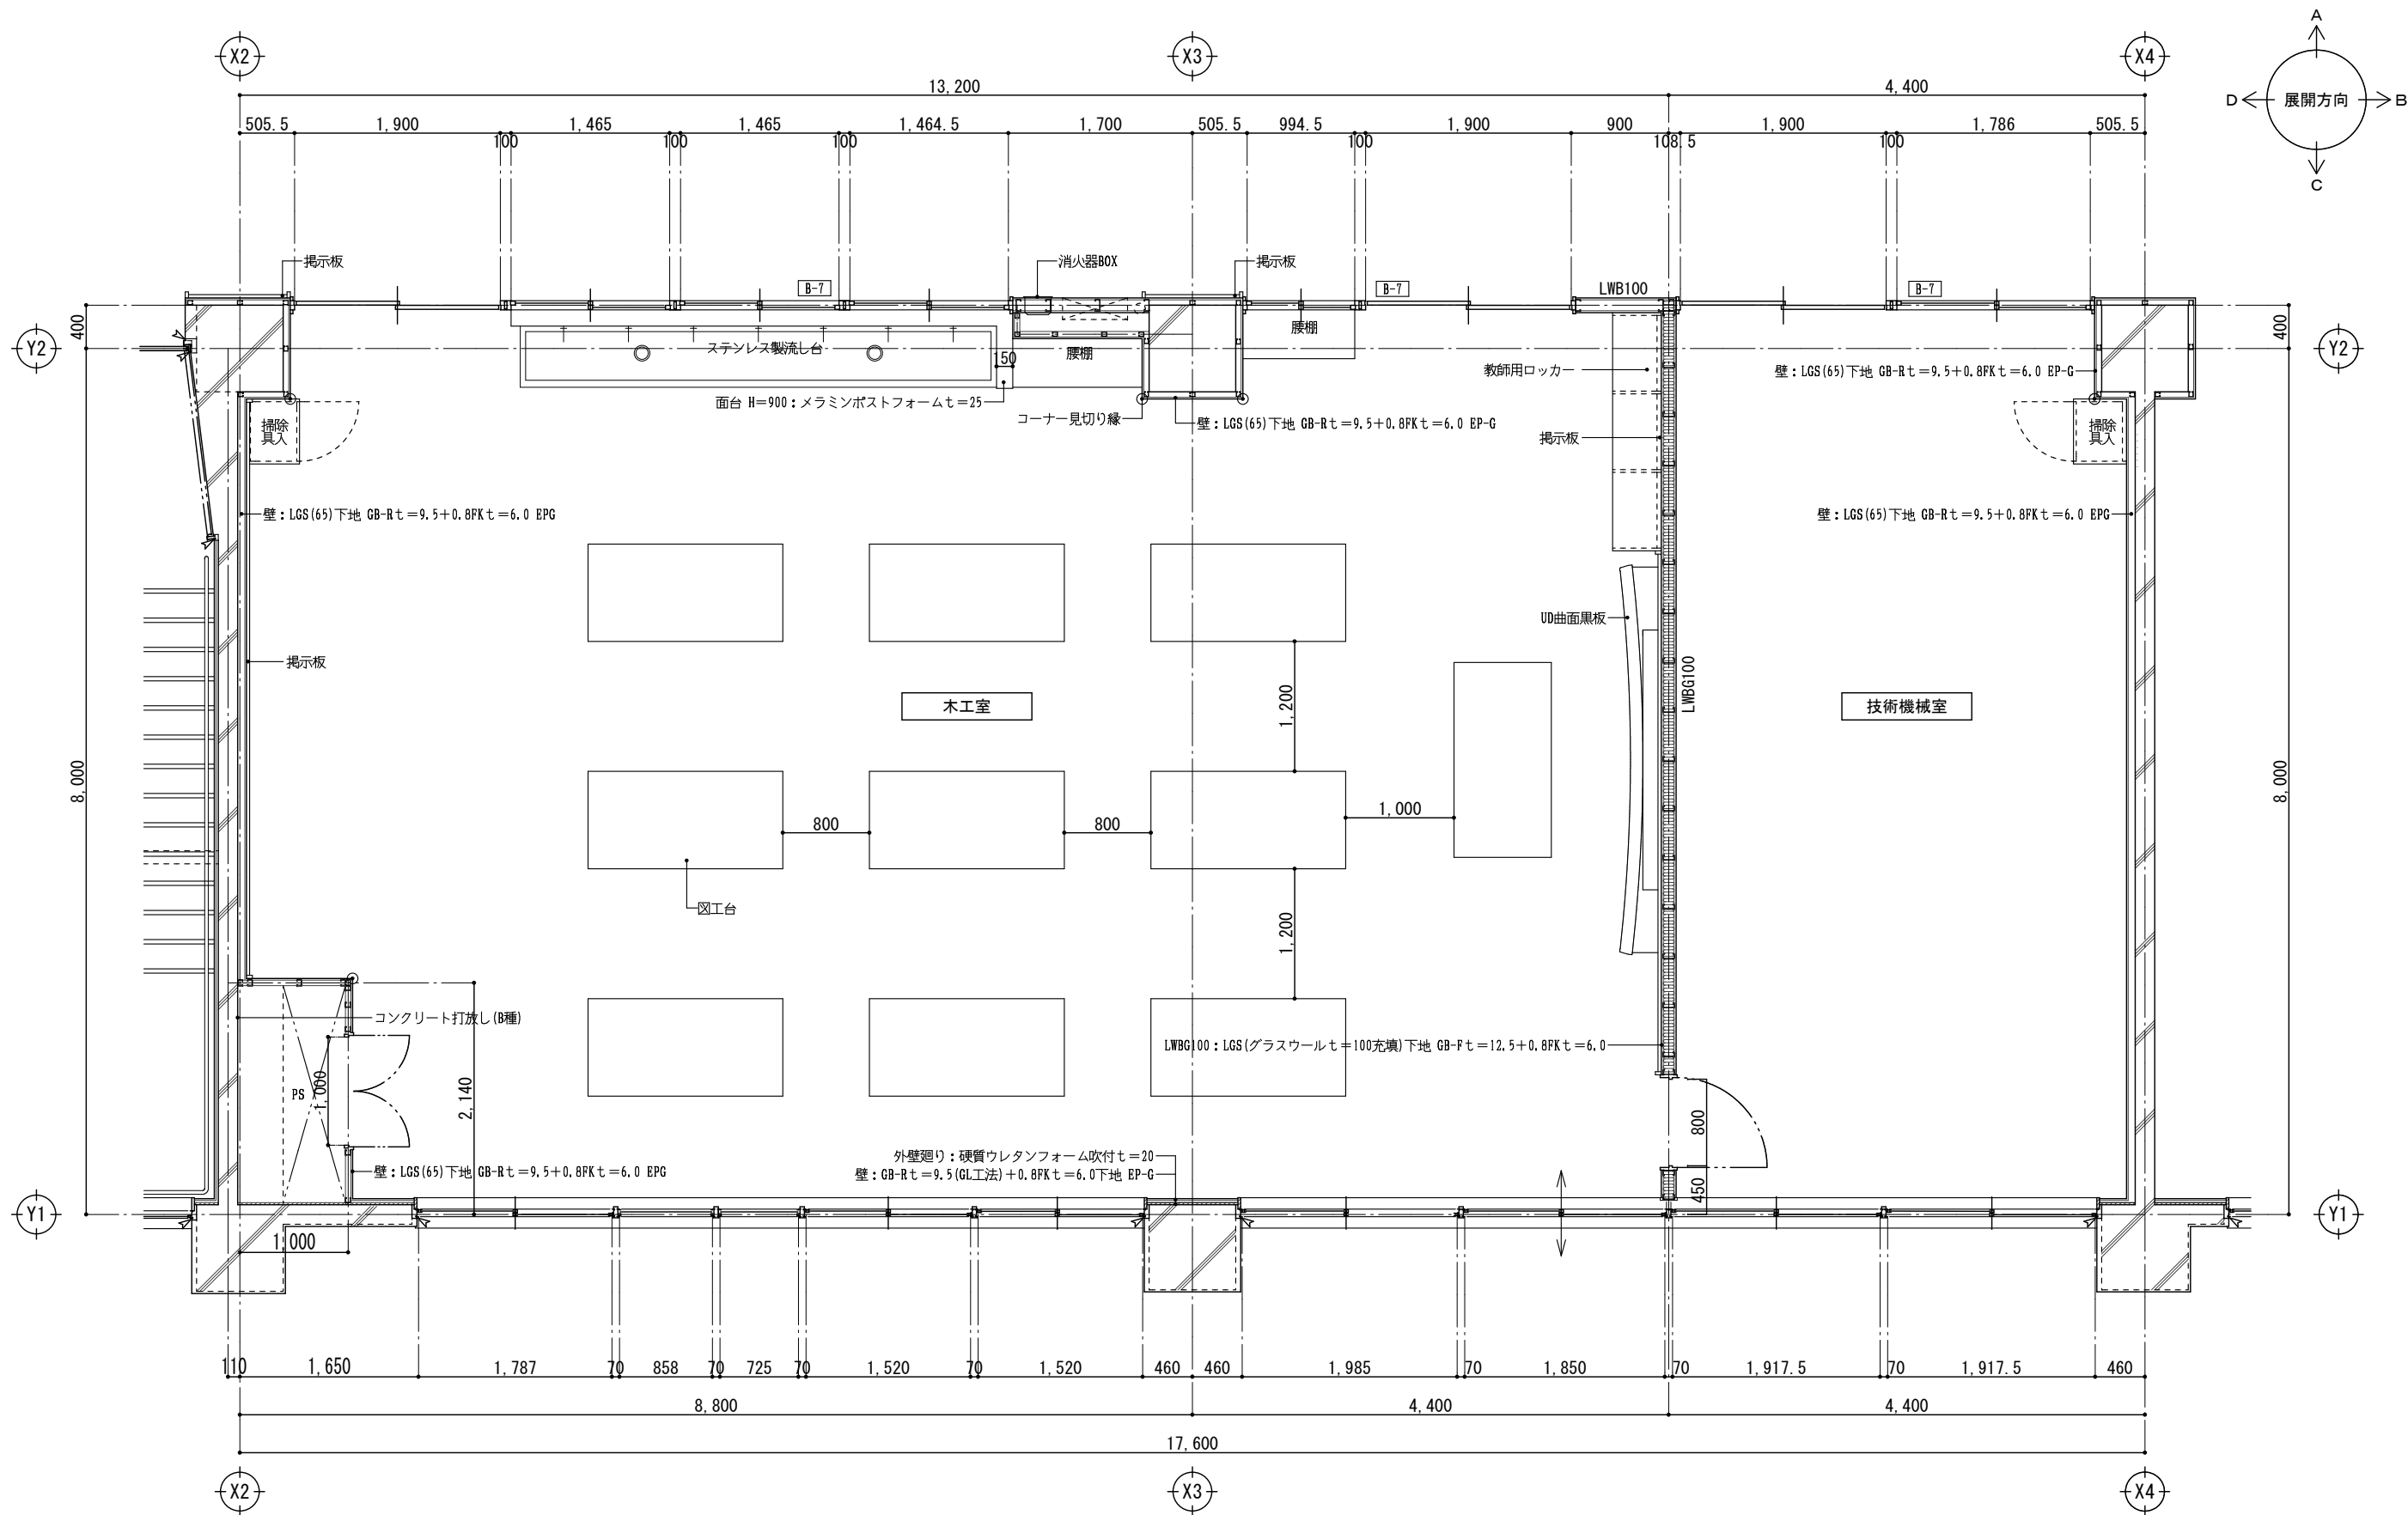 X2
X3
X4
A
D
展開方向
B
C
13,200
4,400
505.5
1,900
100
1,465
100
1,465
100
1,464.5
1,700
505.5
994.5
100
1,900
900
108.5
1,900
100
1,786
505.5
掲示板
消火器BOX
掲示板
B-7
B-7
LWB100
B-7
400
400
Y2
Y2
腰棚
ステンレス製流し台
150
腰棚
教師用ロッカー
壁:LGS(65)下地 GB-Rt=9.5+0.8FKt=6.0 EP-G
面台 H=900:メラミンポストフォームt=25
コーナー見切り縁
壁:LGS(65)下地 GB-Rt=9.5+0.8FKt=6.0 EP-G
掲示板
掃除
具入
掃除
具入
壁:LGS(65)下地 GB-Rt=9.5+0.8FKt=6.0 EPG
壁:LGS(65)下地 GB-Rt=9.5+0.8FKt=6.0 EPG
UD曲面黒板
掲示板
LWBG100
木工室
1,200
技術機械室
8,000
8,000
800
800
1,000
図工台
1,200
コンクリート打放し(B種)
LWBG100:LGS(グラスウールt=100充填)下地 GB-Ft=12.5+0.8FKt=6.0
PS
1,000
2,140
800
外壁廻り:硬質ウレタンフォーム吹付t=20
壁:GB-Rt=9.5(GL工法)+0.8FKt=6.0下地 EP-G
壁:LGS(65)下地 GB-Rt=9.5+0.8FKt=6.0 EPG
450
Y1
Y1
1,000
110
1,650
1,787
70
858
70
725
70
1,520
70
1,520
460
460
1,985
70
1,850
70
1,917.5
70
1,917.5
460
8,800
4,400
4,400
17,600
X2
X3
X4